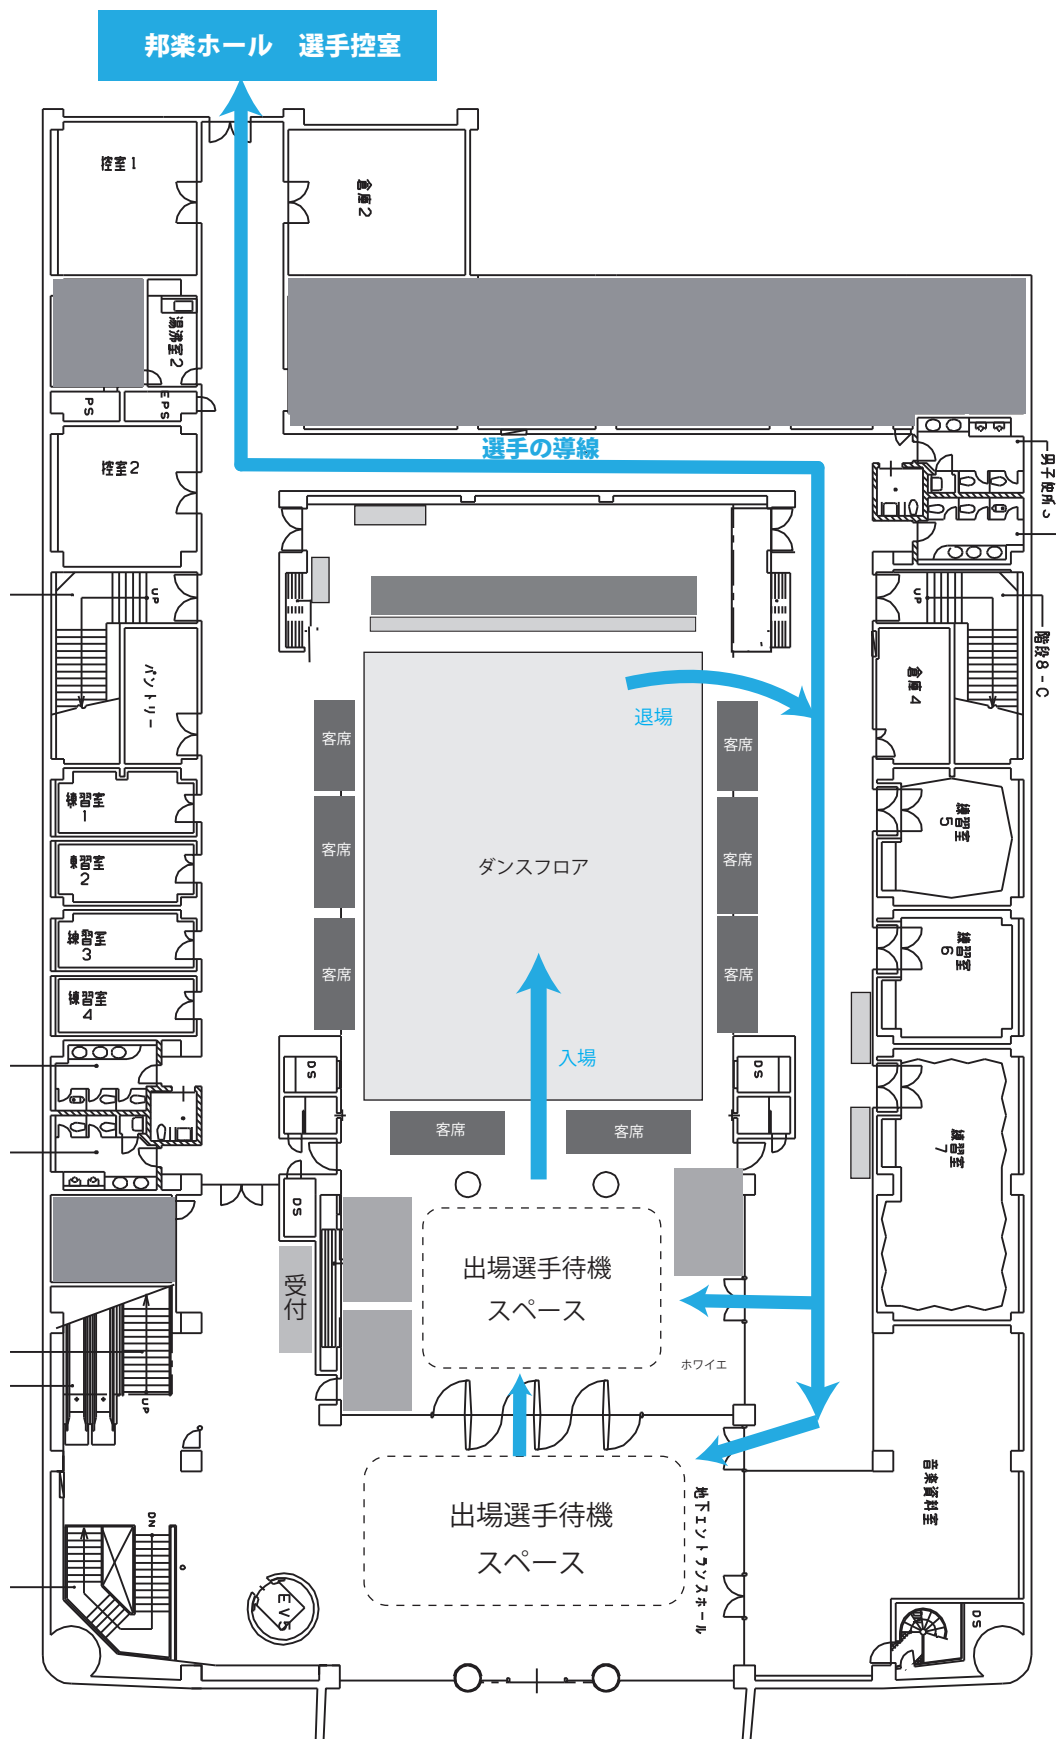 邦楽ホール　選手控室
控室1
倉庫2
湯沸室2
PS
EPS
選手の導線
控室2
男子便所3
UP
UP
階段8-C
パントリー
倉庫4
退場
客席
客席
練習室
1
練習室
5
ダンスフロア
客席
客席
練習室
2
練習室
3
練習室
6
客席
客席
練習室
4
入場
DS
DS
客席
客席
練習室
7
DS
出場選手待機
スペース
受付
ホワイエ
UP
音楽資料室
地下エントランスホール
出場選手待機
スペース
DN
EV5
DS